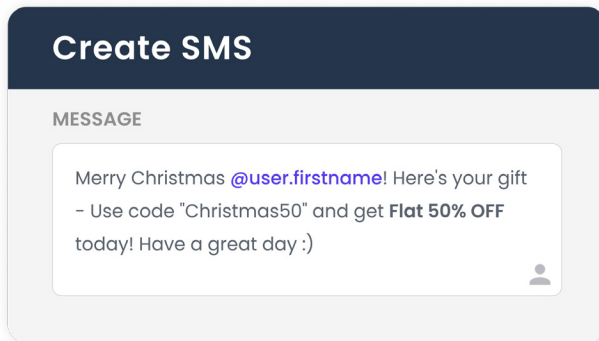 Create SMS
MESSAGE
Merry Christmas @user.firstname! Here's your gift
- Use code "Christmas50" and get Flat 50% OFF
today! Have a great day :)